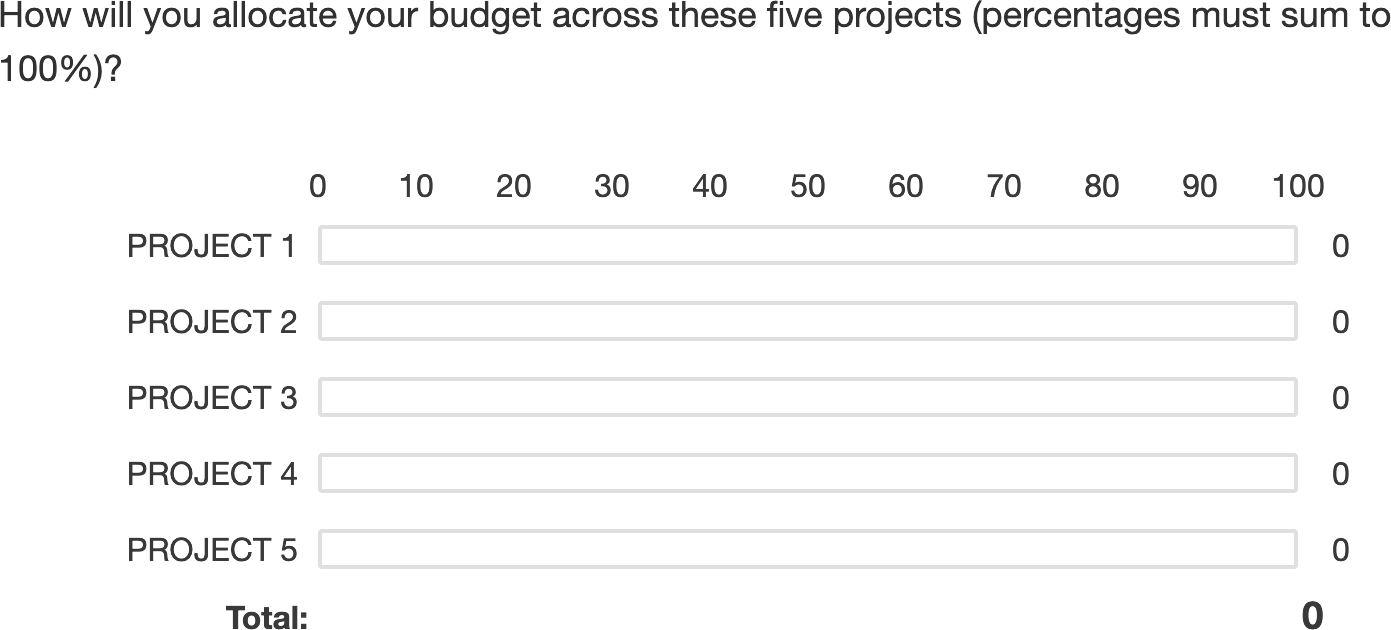 How will you allocate your budget across these five projects (percentages must sum to
100%)?
0 10 20 30 40 50 60 70 80 90 100
PROJECT 1 0
PROJECT 2 0
PROJECT 3 0
PROJECT 4 0
PROJECT 5 0
Total: 0